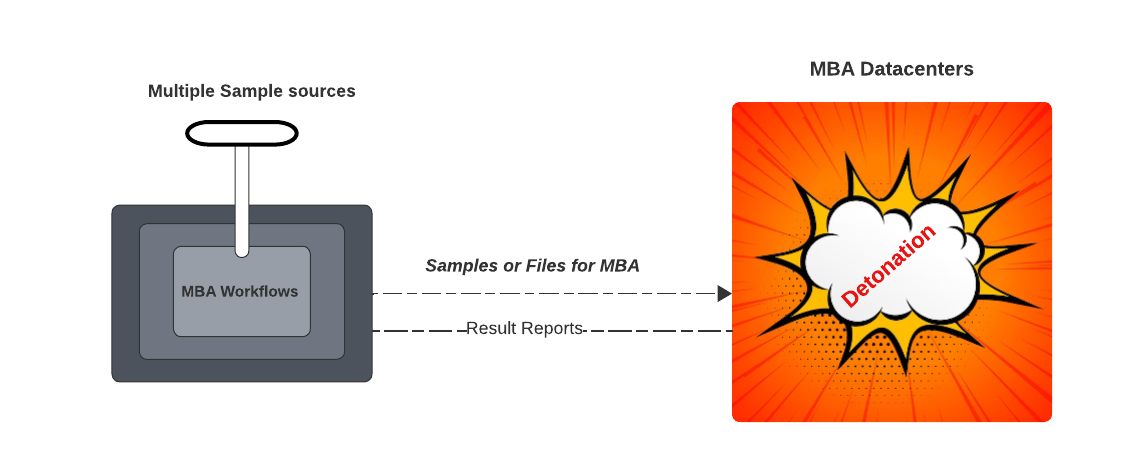 MBA Datacenters
Multiple Sample sources
Detonation
Samples or Files for MBA
MBA Workflows
Result Reports